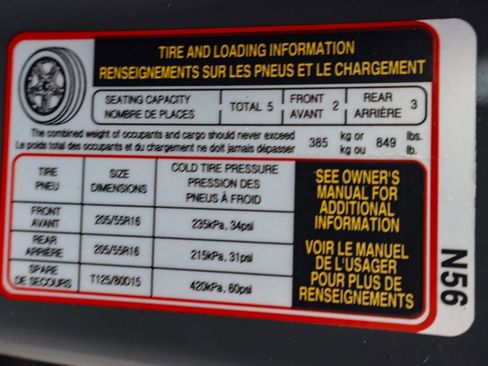 TIRE AND LOADING INFORMATION
RENSEIGNEMENTS SUR LES PNEUS ET LE CHARGEMENT
SEATING CAPACITY
NOMBRE DE PLACES
TOTAL 5
FRONT
AVANT 2
REAR
ARRIÈRE 3
The combined weight of occupants and cargo should never exceed 385 kg or 849 lbs.
Le poids total des occupants et du chargement ne doit jamais dépasser kg ou lb.
TIRE
PNEU
SIZE
DIMENSIONS
COLD TIRE PRESSURE
PRESSION DES
PNEUS À FROID
FRONT
AVANT
205/55R16
235kPa, 34psi
REAR
ARRIÈRE
205/55R16
215kPa, 31psi
SPARE
DE SECOURS
T125/80D15
420kPa, 60psi
SEE OWNER'S
MANUAL FOR
ADDITIONAL
INFORMATION
VOIR LE MANUEL
DE L'USAGER
POUR PLUS DE
RENSEIGNEMENTS
N56